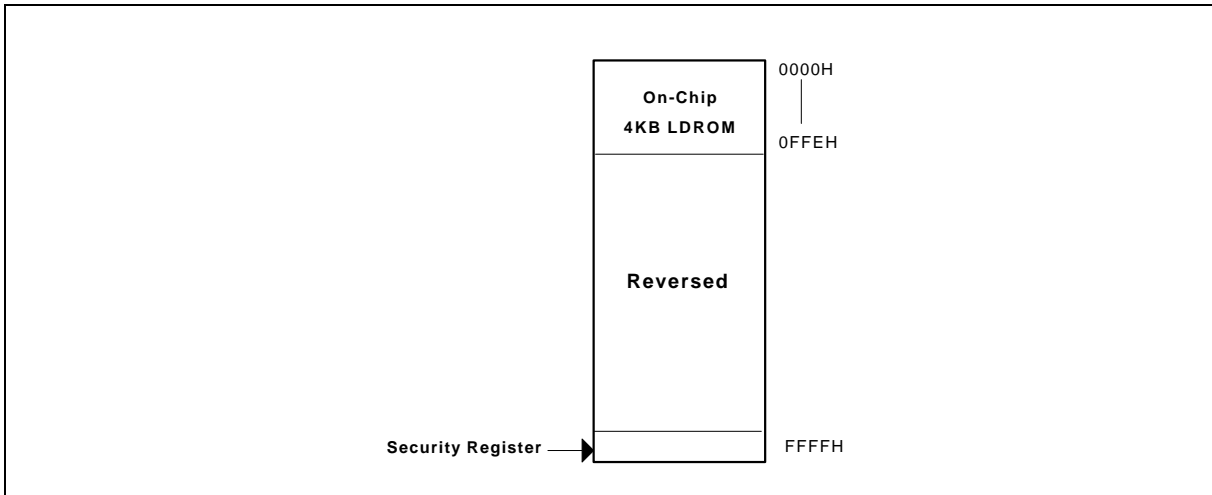 0000H
On-Chip
4KB LDROM
0FFEH
Reversed
Security Register
FFFFH